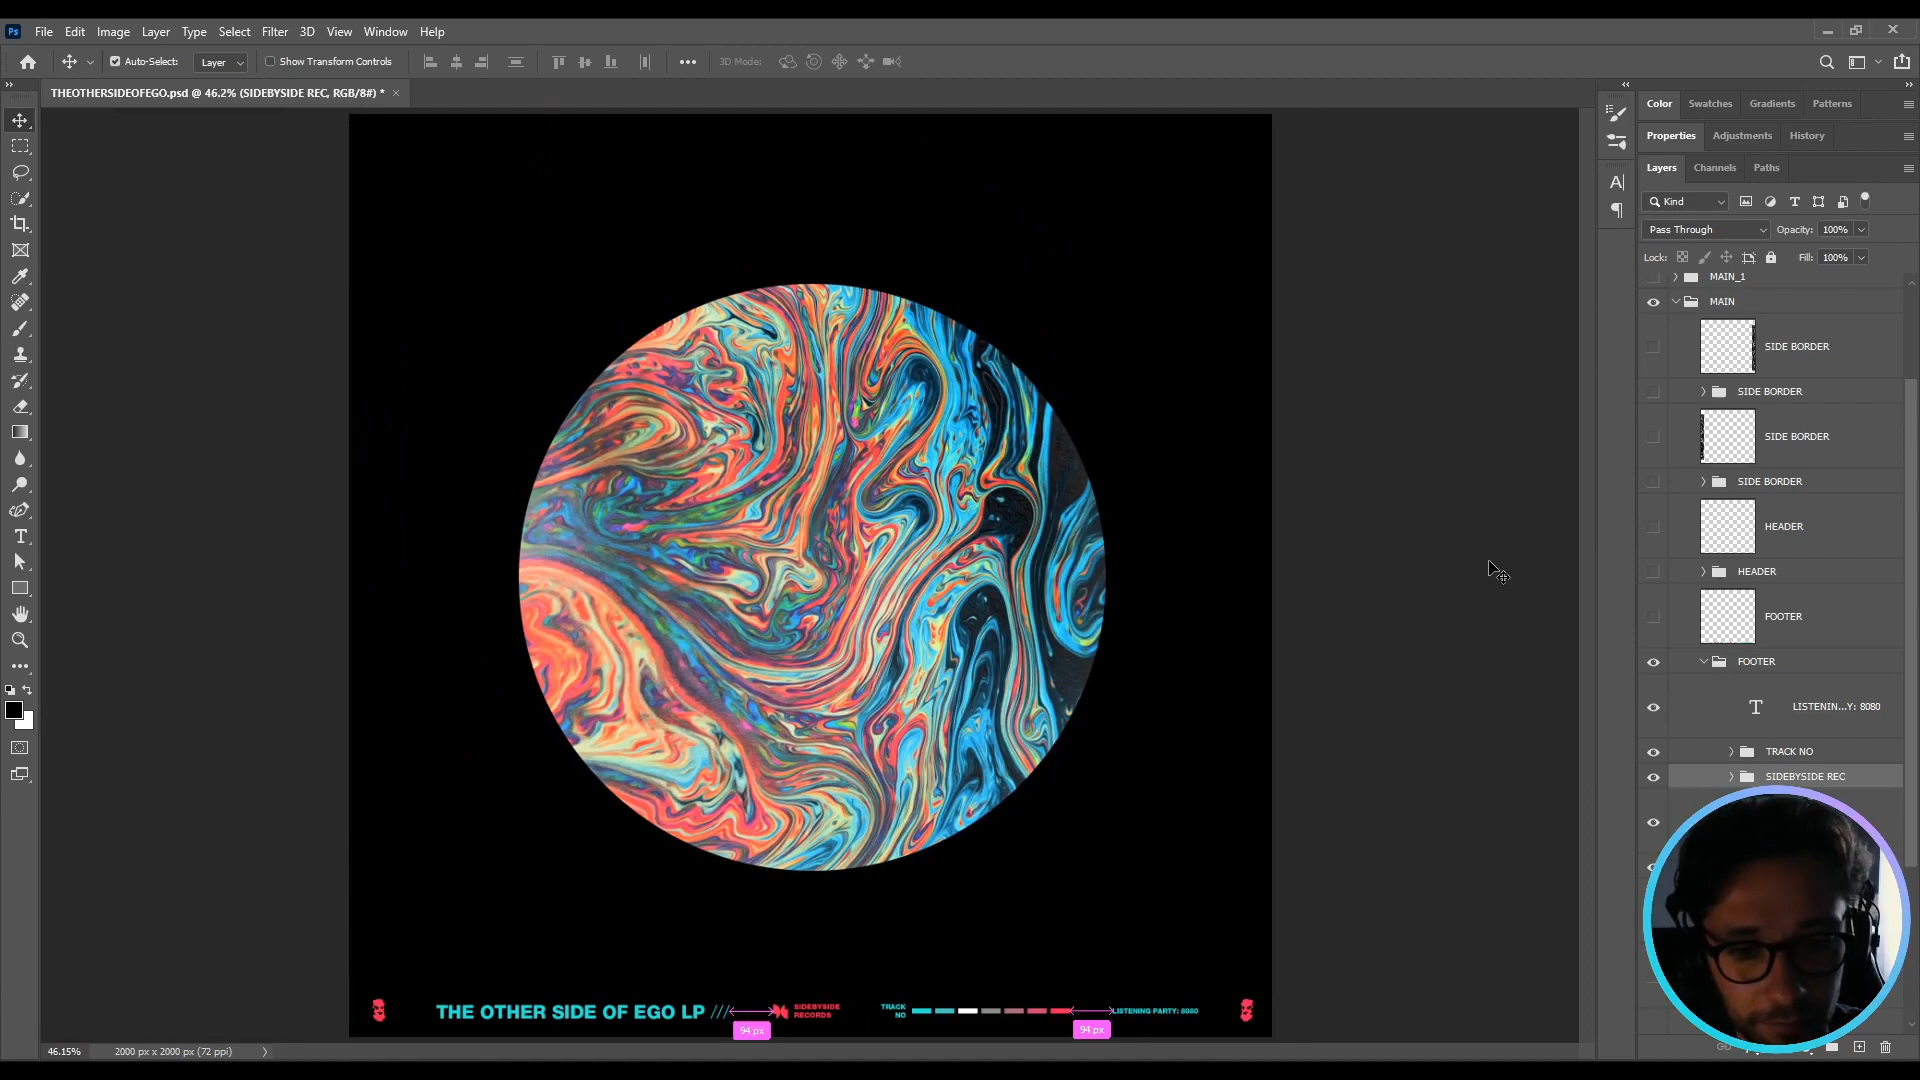 Ps File Edit Image Layer Type Select Filter 3D View Window Help
Auto-Select: Layer Show Transform Controls 3D Mode:
THEOTHERSIDEOFEGO.psd @ 46.2% (SIDEBYSIDE REC, RGB/8#) *
Color Swatches Gradients Patterns
Properties Adjustments History
Layers Channels Paths
Kind
Pass Through Opacity: 100%
Lock: Fill: 100%
MAIN_1
MAIN
SIDE BORDER
SIDE BORDER
SIDE BORDER
SIDE BORDER
HEADER
HEADER
FOOTER
FOOTER
LISTENIN...Y: 8080
TRACK NO
SIDEBYSIDE REC
THE OTHER SIDE OF EGO LP ///
SIDEBYSIDE
RECORDS
TRACK
NO
LISTENING PARTY: 8080
94 px
94 px
46.15% 2000 px x 2000 px (72 ppi)